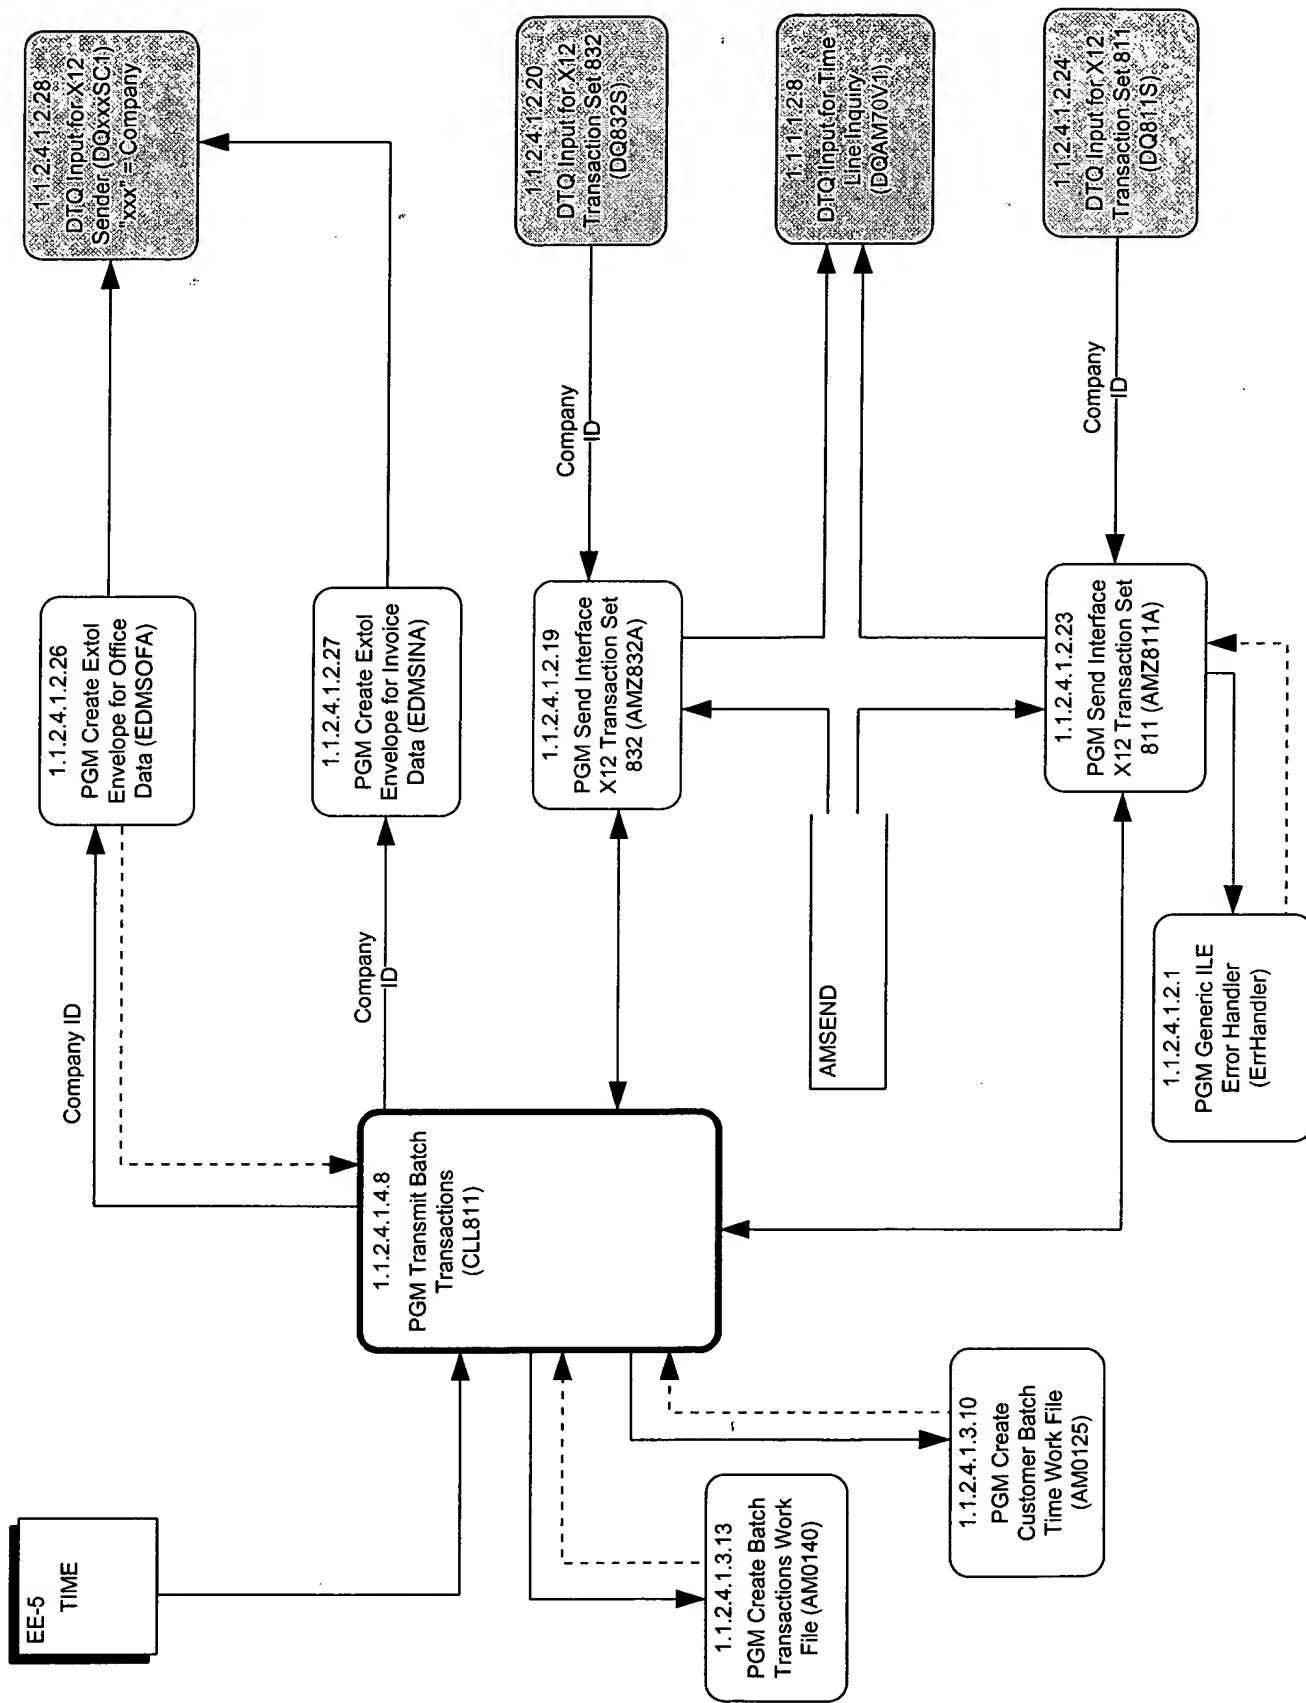 EE-5
TIME
1.1.2.4.1.3.13
PGM Create Batch
Transactions Work
File (AM0140)
1.1.2.4.1.3.10
PGM Create
Customer Batch
Time Work File
(AM0125)
1.1.2.4.1.4.8
PGM Transmit Batch
Transactions
(CLL811)
Company ID
Company
ID
1.1.2.4.1.2.26
PGM Create Extol
Envelope for Office
Data (EDMSOFA)
1.1.2.4.1.2.27
PGM Create Extol
Envelope for Invoice
Data (EDMSINA)
1.1.2.4.1.2.19
PGM Send Interface
X12 Transaction Set
832 (AMZ832A)
AMSEND
1.1.2.4.1.2.1
PGM Generic ILE
Error Handler
(ErrHandler)
1.1.2.4.1.2.23
PGM Send Interface
X12 Transaction Set
811 (AMZ811A)
Company
ID
Company
ID
1.1.2.4.1.2.28
DTQ Input for X12
Sender (DQxxxSC1)
"xxx" = Company
1.1.2.4.1.2.20
DTQ Input for X12
Transaction Set 832
(DQ832S)
1.1.1.12.8
DTQ Input for Time
Line Inquiry
(DQAM70V1)
1.1.2.4.1.2.24
DTQ Input for X12
Transaction Set 811
(DQ811S)